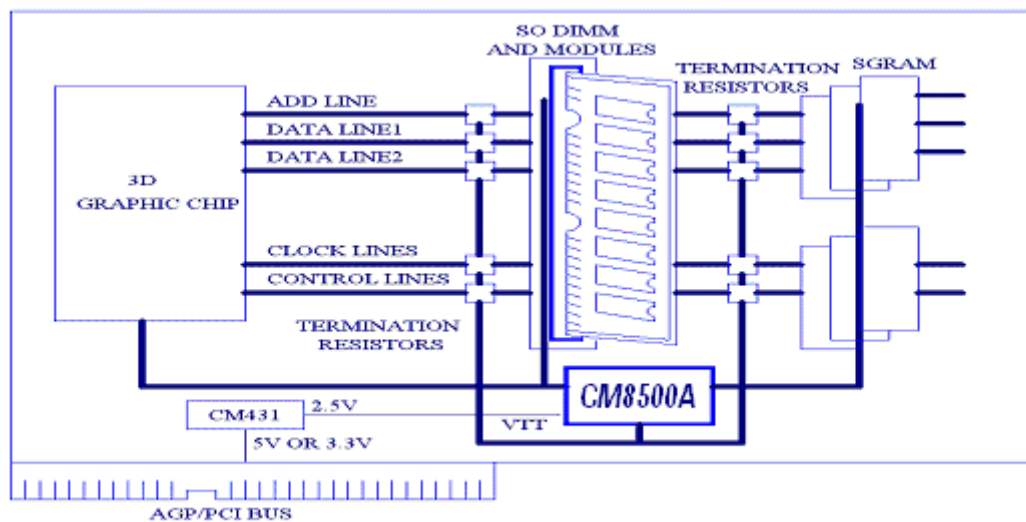 SO DIMM
AND MODULES
TERMINATION
RESISTORS
SGRAM
ADD LINE
DATA LINE1
DATA LINE2
3D
GRAPHIC CHIP
CLOCK LINES
CONTROL LINES
TERMINATION
RESISTORS
CM8500A
CM431
2.5V
VTT
5V OR 3.3V
AGP/PCI BUS